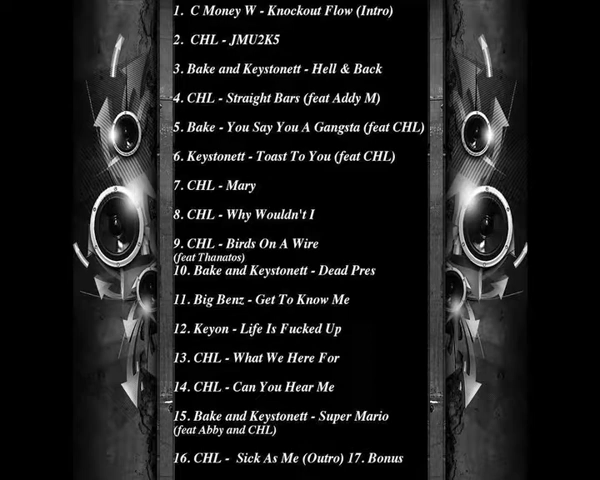 1. C Money W - Knockout Flow (Intro)
2. CHL - JMU2K5
3. Bake and Keystonett - Hell & Back
4. CHL - Straight Bars (feat Addy M)
5. Bake - You Say You A Gangsta (feat CHL)
6. Keystonett - Toast To You (feat CHL)
7. CHL - Mary
8. CHL - Why Wouldn't I
9. CHL - Birds On A Wire
(feat Thanatos)
10. Bake and Keystonett - Dead Pres
11. Big Benz - Get To Know Me
12. Keyon - Life Is Fucked Up
13. CHL - What We Here For
14. CHL - Can You Hear Me
15. Bake and Keystonett - Super Mario
(feat Abby and CHL)
16. CHL - Sick As Me (Outro) 17. Bonus